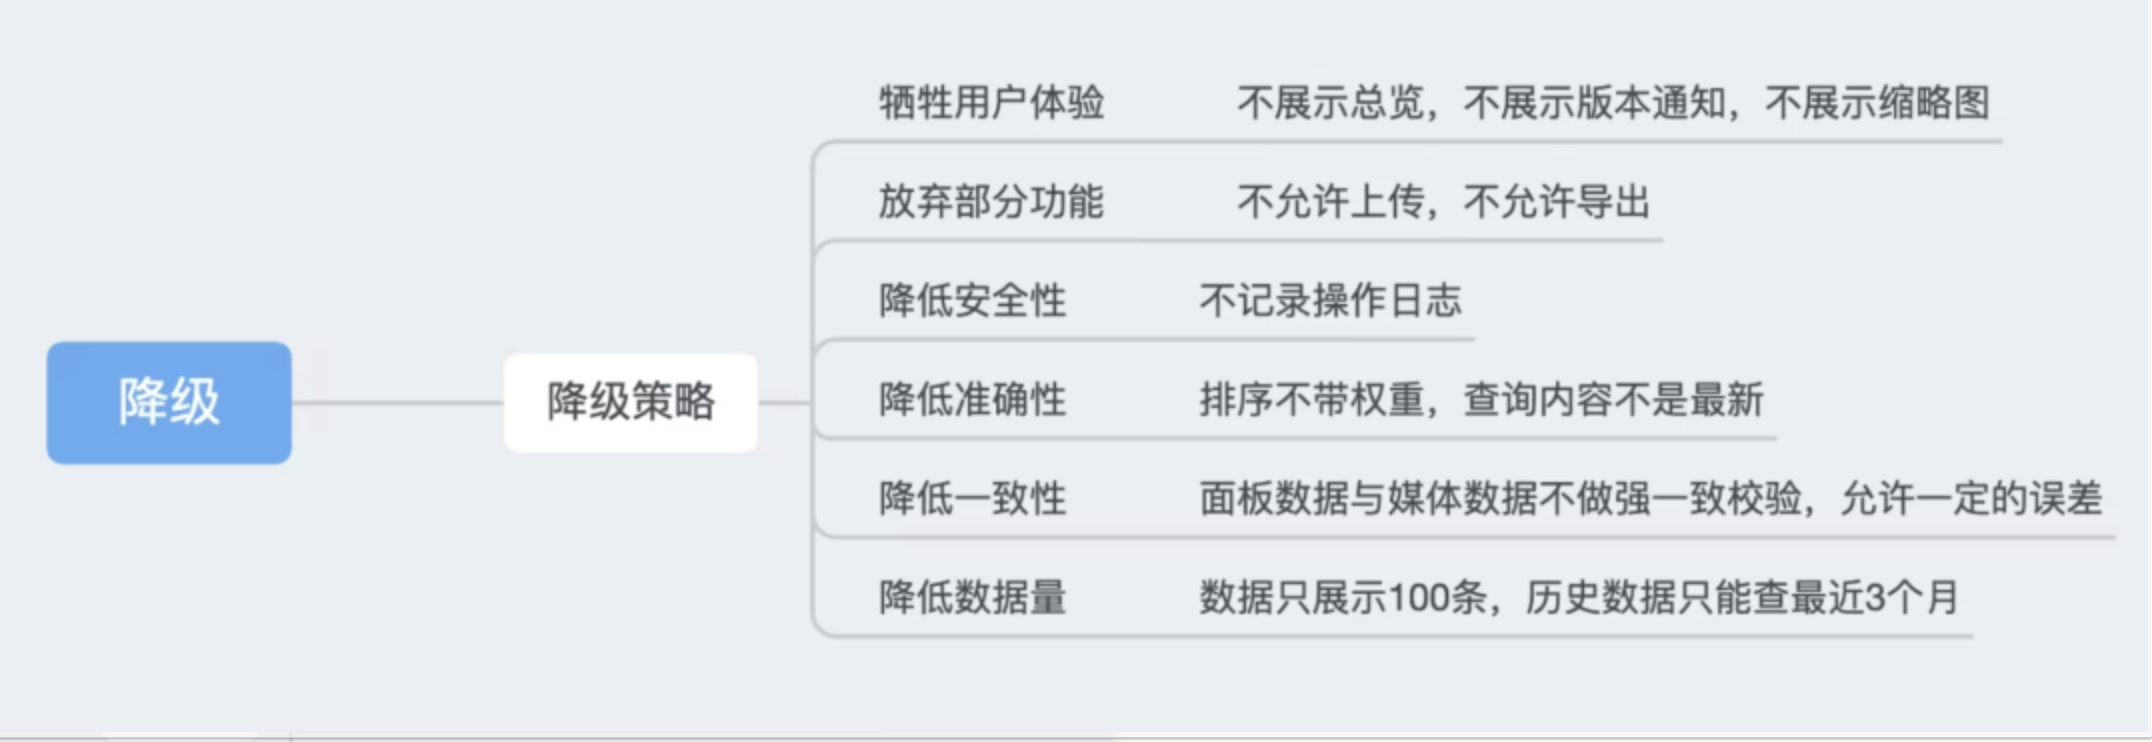 降级
降级策略
牺牲用户体验 不展示总览，不展示版本通知，不展示缩略图
放弃部分功能 不允许上传，不允许导出
降低安全性 不记录操作日志
降低准确性 排序不带权重，查询内容不是最新
降低一致性 面板数据与媒体数据不做强一致校验，允许一定的误差
降低数据量 数据只展示100条，历史数据只能查最近3个月